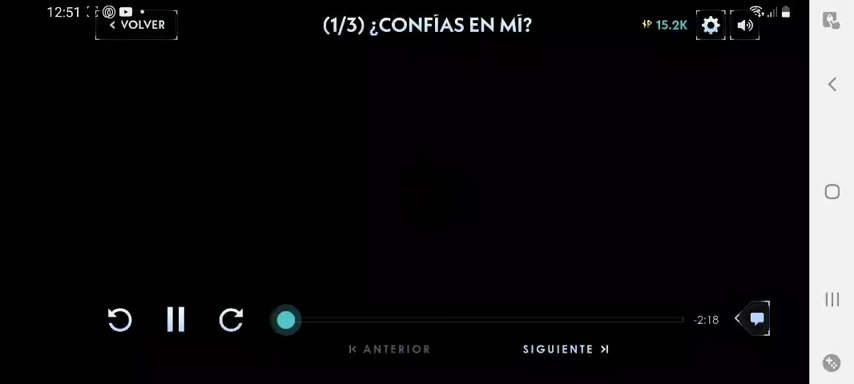 12:51
< VOLVER
(1/3) ¿CONFÍAS EN MÍ?
15.2K
-2:18
ANTERIOR
SIGUIENTE